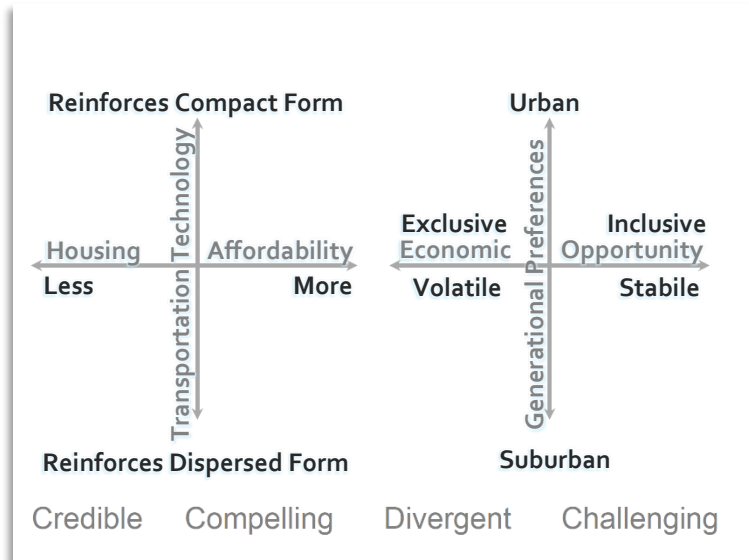 Reinforces Compact Form
Transportation Technology
Housing Affordability
Less More
Reinforces Dispersed Form
Urban
Generational Preferences
Exclusive Inclusive
Economic Opportunity
Volatile Stabile
Suburban
Credible Compelling Divergent Challenging